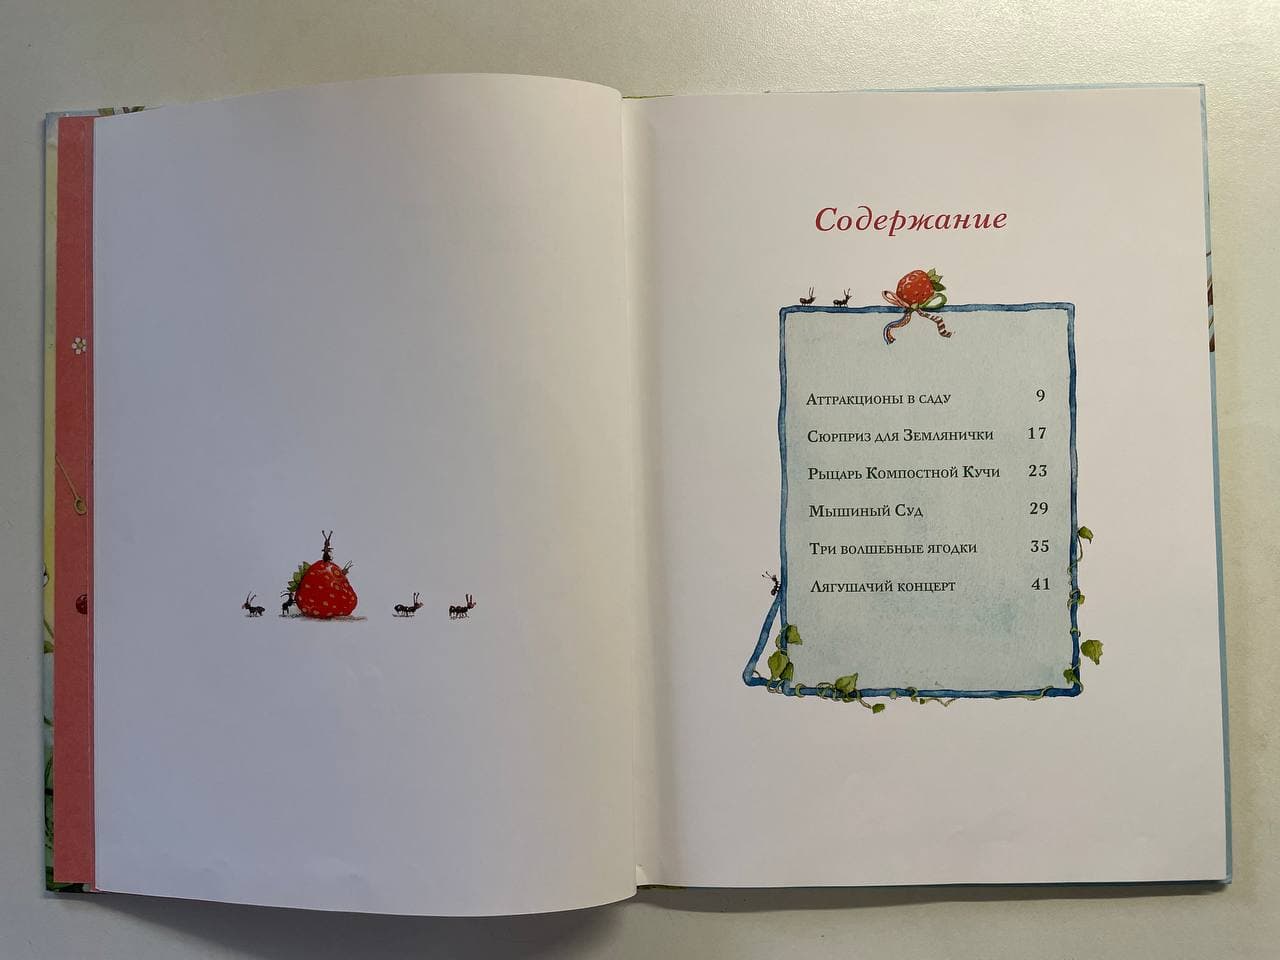 Содержание
Аттракционы в саду 9
Сюрприз для Землянички 17
Рыцарь Компостной Кучи 23
Мышиный Суд 29
Три волшебные ягодки 35
Лягушачий концерт 41